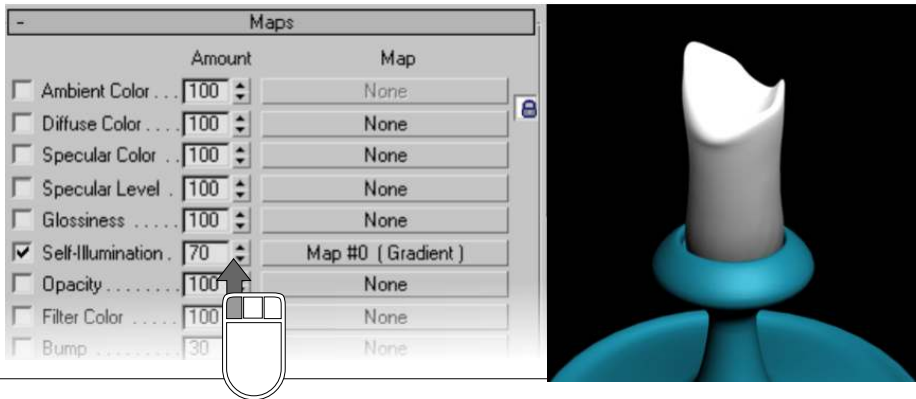 - Maps
Amount Map
Ambient Color . . . 100 None
Diffuse Color . . . . 100 None
Specular Color . . 100 None
Specular Level . 100 None
Glossiness . . . . . 100 None
Self-Illumination . 70 Map #0 ( Gradient )
Opacity . . . . . . . . 100 None
Filter Color . . . . . 100 None
Bump . . . . . . . . . 30 None